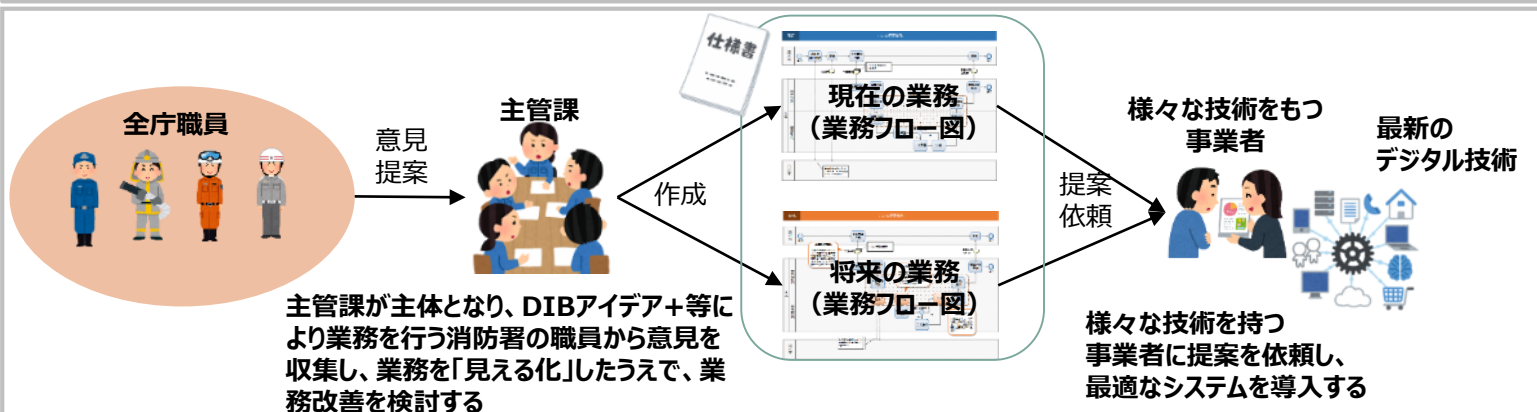 全庁職員
意見
提案
主管課
主管課が主体となり、DIBアイデア+等に
より業務を行う消防署の職員から意見を
収集し、業務を「見える化」したうえで、業
務改善を検討する
作成
仕様書
現在の業務
（業務フロー図）
将来の業務
（業務フロー図）
提案
依頼
様々な技術をもつ
事業者
最新の
デジタル技術
様々な技術を持つ
事業者に提案を依頼し、
最適なシステムを導入する